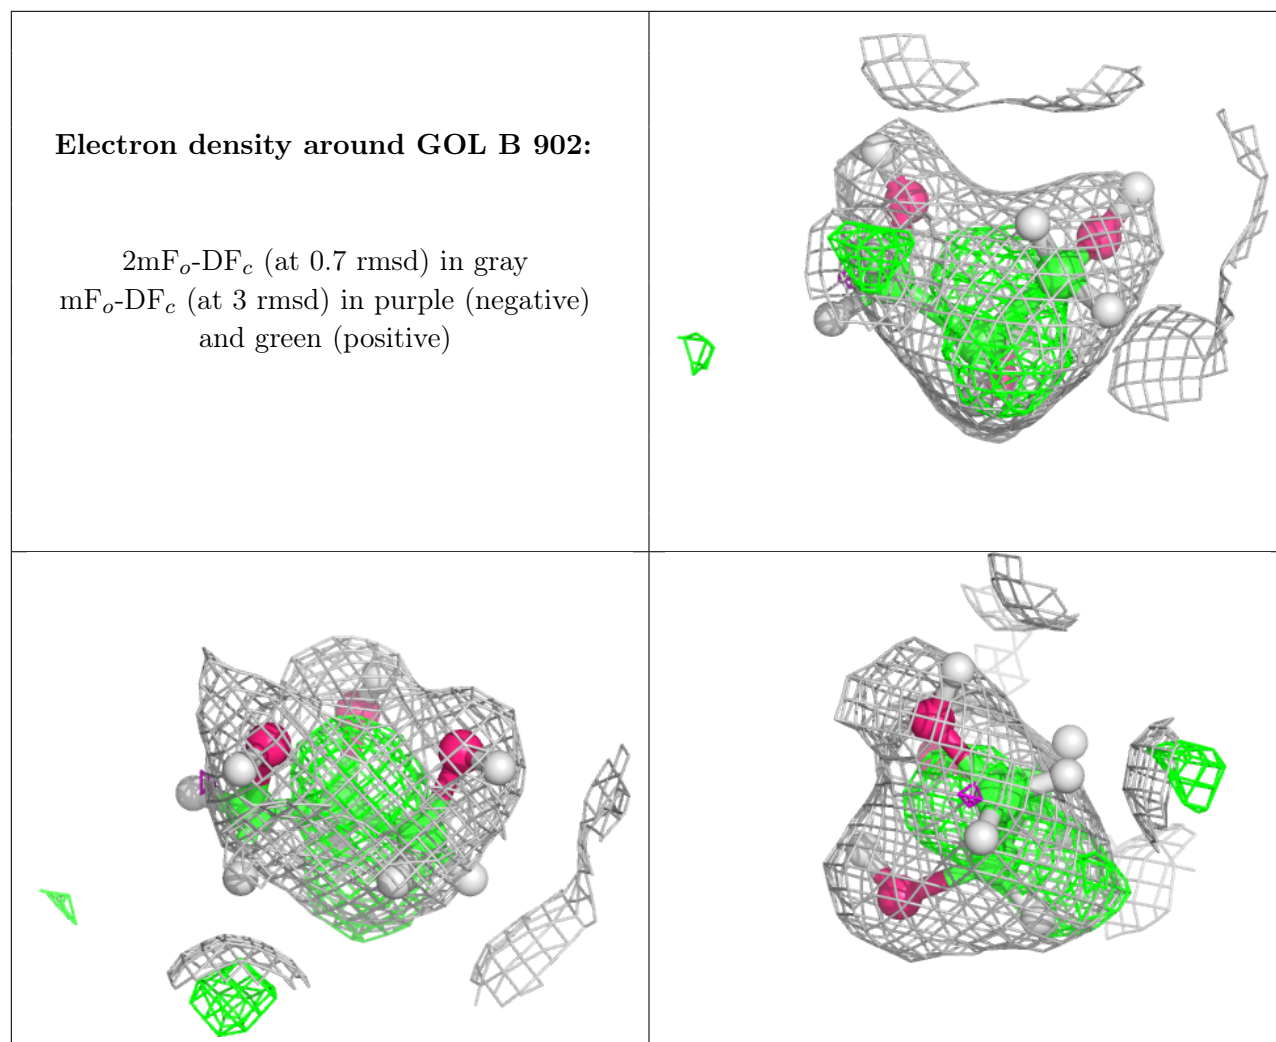 Electron density around GOL B 902:
2mFₒ-DF𝒸 (at 0.7 rmsd) in gray
mFₒ-DF𝒸 (at 3 rmsd) in purple (negative)
and green (positive)